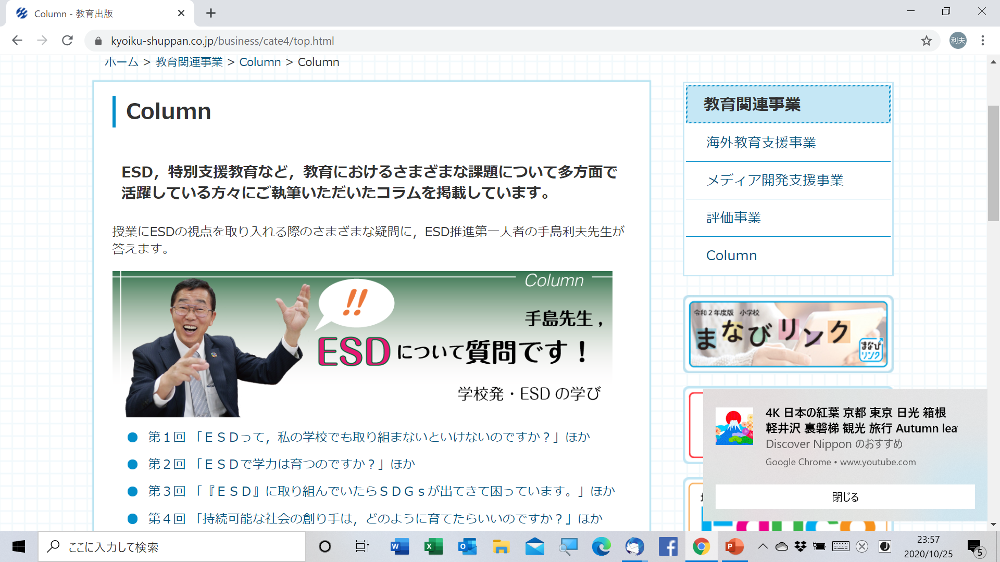 Column - 教育出版
kyoiku-shuppan.co.jp/business/cate4/top.html
利夫
ホーム > 教育関連事業 > Column > Column
Column
ESD，特別支援教育など，教育におけるさまざまな課題について多方面で
活躍している方々にご執筆いただいたコラムを掲載しています。
授業にESDの視点を取り入れる際のさまざまな疑問に，ESD推進第一人者の手島利夫先生が
答えます。
Column
!!
手島先生，
ESDについて質問です！
学校発・ESDの学び
第１回 「ＥＳＤって，私の学校でも取り組まないといけないのですか？」ほか
第２回 「ＥＳＤで学力は育つのですか？」ほか
第３回 「『ＥＳＤ』に取り組んでいたらＳＤＧｓが出てきて困っています。」ほか
第４回 「持続可能な社会の創り手は，どのように育てたらいいのですか？」ほか
教育関連事業
海外教育支援事業
メディア開発支援事業
評価事業
Column
令和２年度版 小学校
まなびリンク
まなび
リンク
4K 日本の紅葉 京都 東京 日光 箱根
軽井沢 裏磐梯 観光 旅行 Autumn lea
Discover Nippon のおすすめ
Google Chrome • www.youtube.com
閉じる
ここに入力して検索
23:57
2020/10/25
5